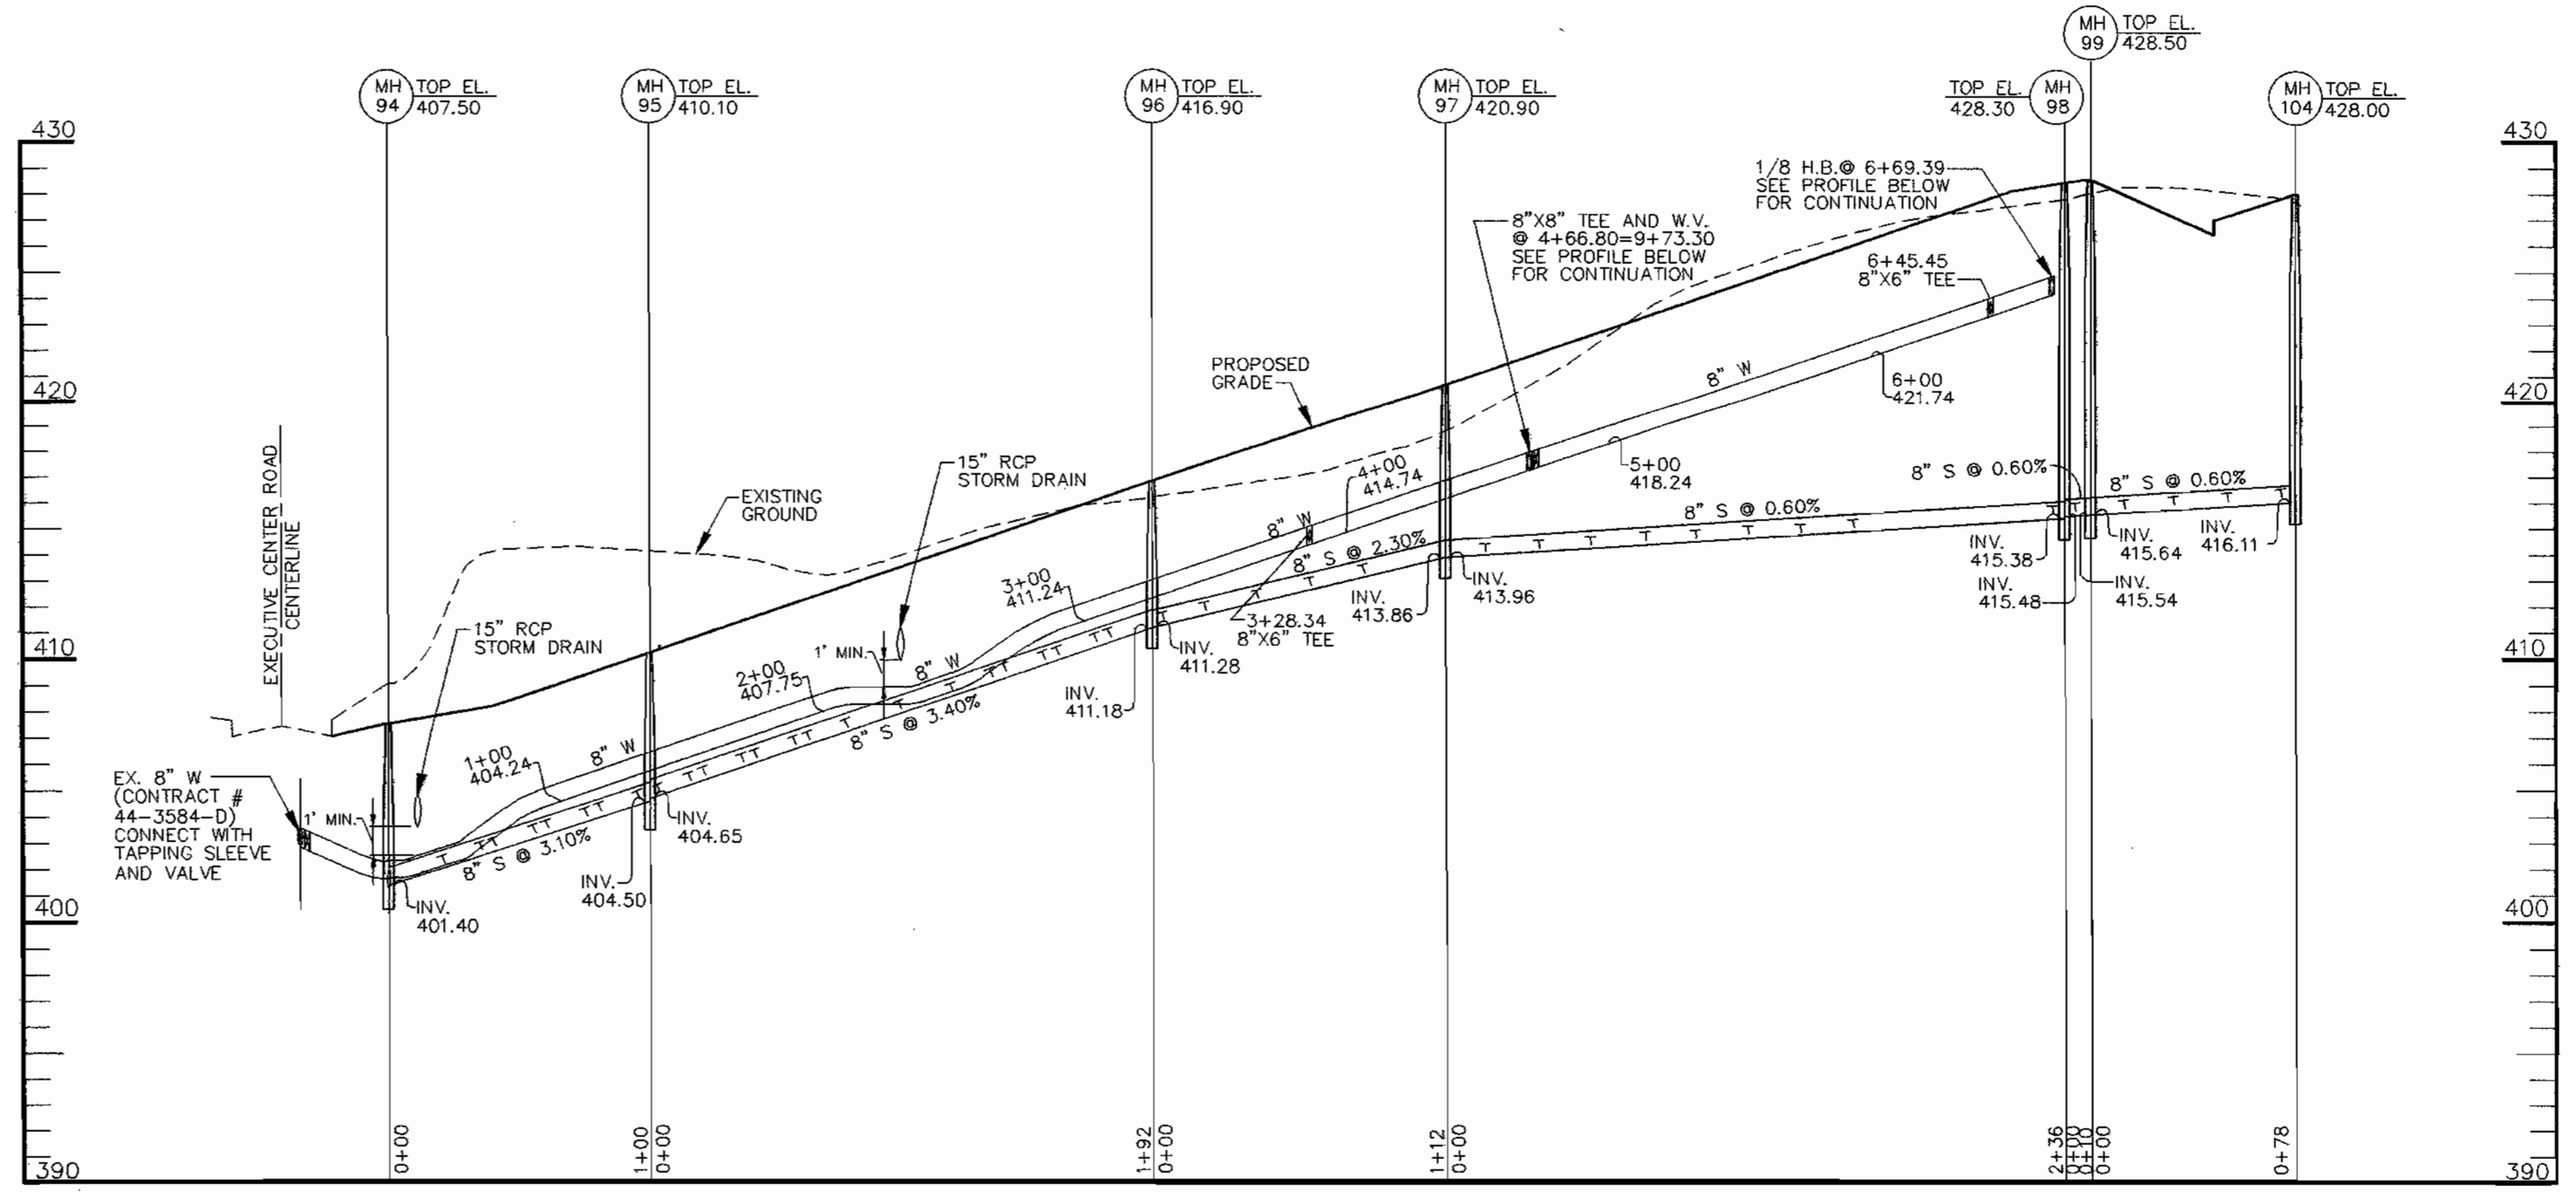 MH
99
TOP EL.
428.50
MH
94
TOP EL.
407.50
MH
95
TOP EL.
410.10
MH
96
TOP EL.
416.90
MH
97
TOP EL.
420.90
TOP EL.
428.30
MH
98
MH
104
TOP EL.
428.00
430
430
1/8 H.B.@ 6+69.39
SEE PROFILE BELOW
FOR CONTINUATION
8"X8" TEE AND W.V.
@ 4+66.80=9+73.30
SEE PROFILE BELOW
FOR CONTINUATION
6+45.45
8"X6" TEE
PROPOSED
GRADE
8" W
6+00
421.74
420
420
EXECUTIVE CENTER ROAD
CENTERLINE
15" RCP
STORM DRAIN
4+00
414.74
5+00
418.24
8" S @ 0.60%
8" S @ 0.60%
EXISTING
GROUND
8" W
8" S @ 0.60%
8" S @ 2.30%
INV.
415.38
INV.
415.64
INV.
416.11
3+00
411.24
INV.
413.86
INV.
413.96
INV.
415.48
INV.
415.54
3+28.34
8"X6" TEE
15" RCP
STORM DRAIN
1' MIN.
8" W
2+00
407.75
INV.
411.28
INV.
411.18
410
410
8" S @ 3.40%
8" W
1+00
404.24
EX. 8" W
(CONTRACT #
44-3584-D)
CONNECT WITH
TAPPING SLEEVE
AND VALVE
1' MIN.
INV.
404.65
8" S @ 3.10%
INV.
404.50
INV.
401.40
400
400
0+00
1+00
0+00
1+92
0+00
1+12
0+00
2+36
0+00
0+10
0+00
0+78
390
390